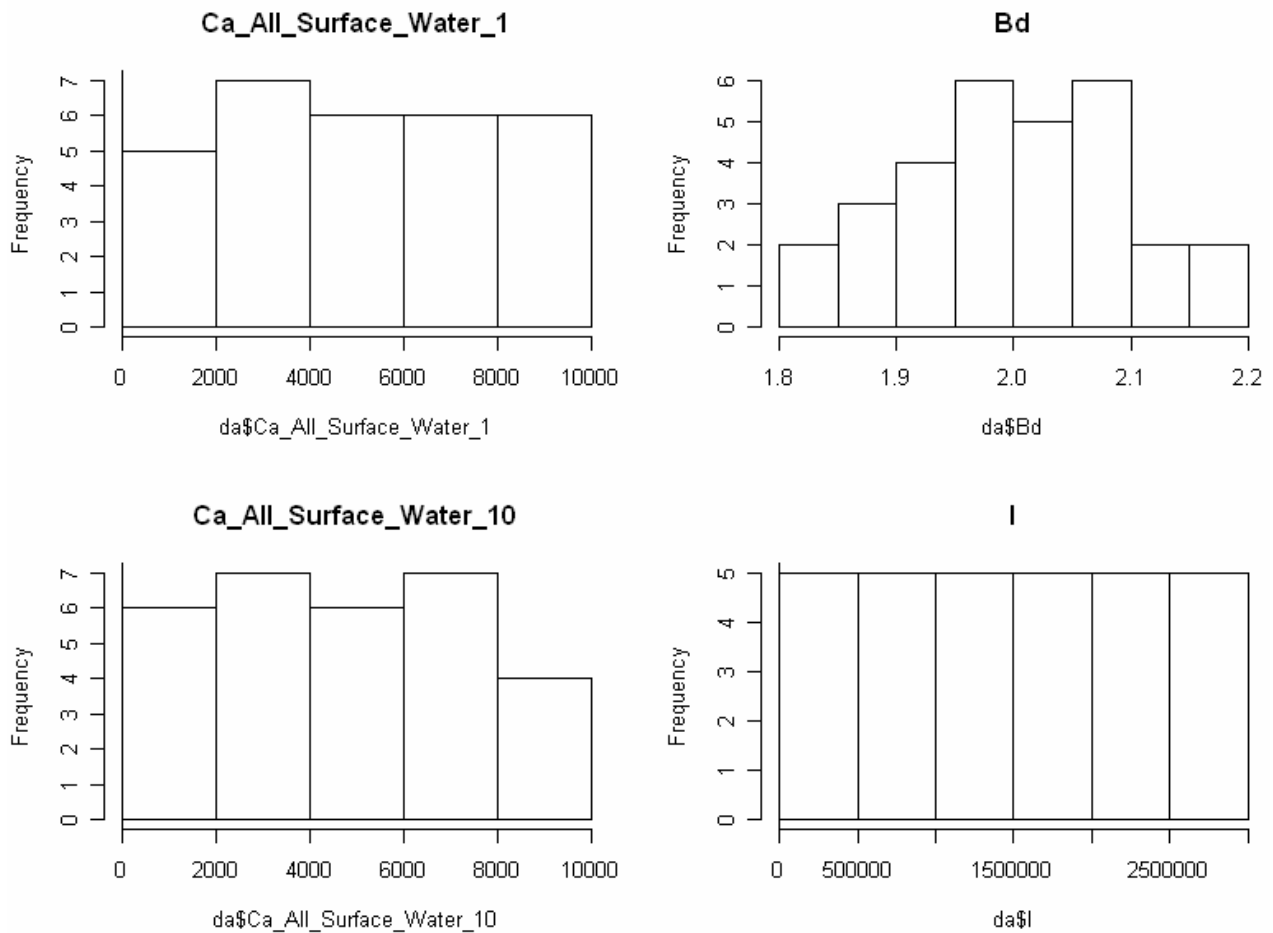 Ca_All_Surface_Water_1
Frequency
7
6
5
4
3
2
1
0
0 2000 4000 6000 8000 10000
da$Ca_All_Surface_Water_1
Bd
Frequency
6
5
4
3
2
1
0
1.8 1.9 2.0 2.1 2.2
da$Bd
Ca_All_Surface_Water_10
Frequency
7
6
5
4
3
2
1
0
0 2000 4000 6000 8000 10000
da$Ca_All_Surface_Water_10
I
Frequency
5
4
3
2
1
0
0 500000 1500000 2500000
da$I